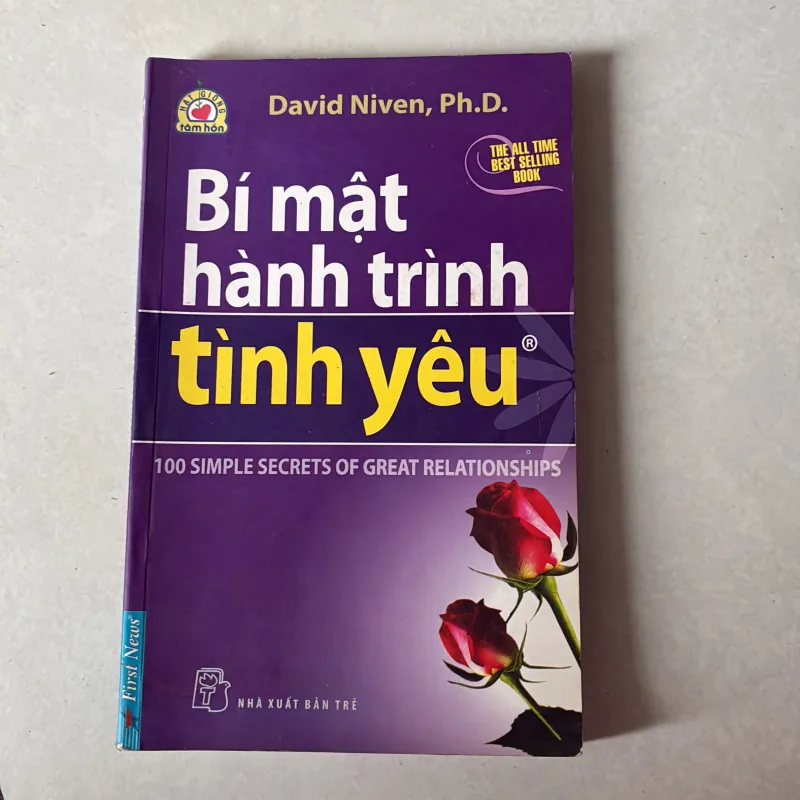 HẠT GIỐNG
tâm hồn
David Niven, Ph.D.
THE ALL TIME
BEST SELLING
BOOK
Bí mật
hành trình
tình yêu®
100 SIMPLE SECRETS OF GREAT RELATIONSHIPS
First News®
NHÀ XUẤT BẢN TRẺ